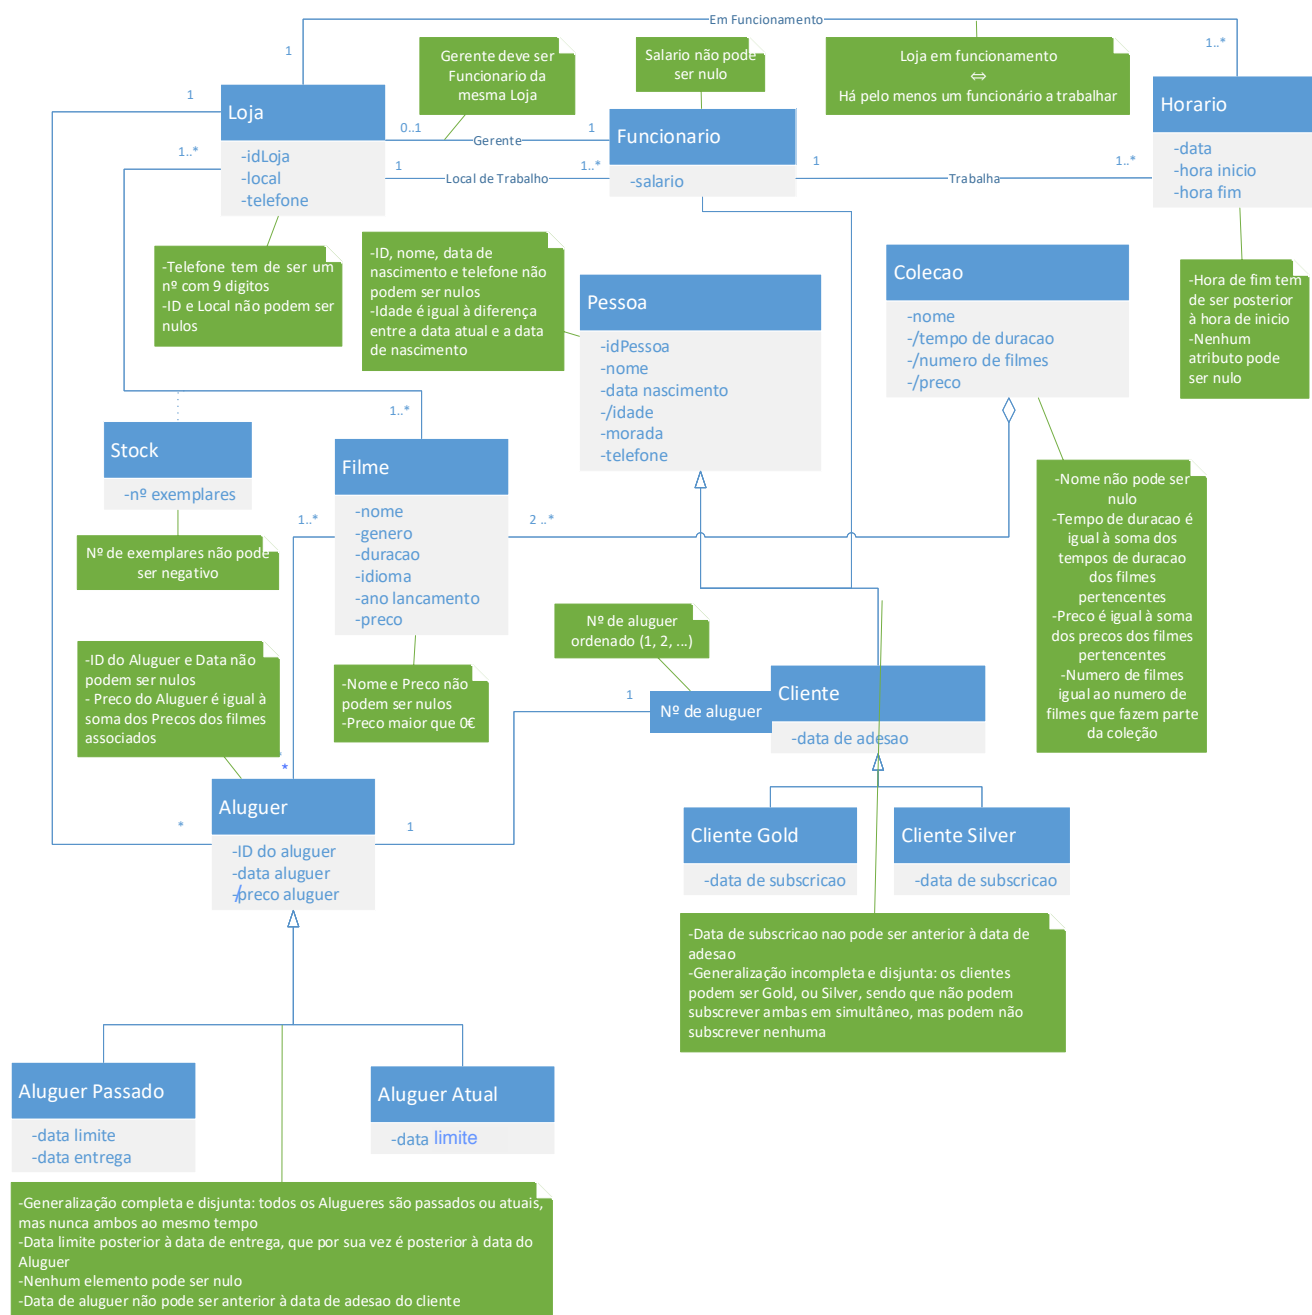 Em Funcionamento
1
1..*
Gerente deve ser
Funcionario da
mesma Loja
Salario não pode
ser nulo
Loja em funcionamento
⇔
Há pelo menos um funcionário a trabalhar
1
Loja
-idLoja
-local
-telefone
0..1
Gerente
1
1..*
1
Local de Trabalho
1..*
Funcionario
-salario
1
Trabalha
1..*
Horario
-data
-hora inicio
-hora fim
-Telefone tem de ser um
nº com 9 digitos
-ID e Local não podem ser
nulos
-ID, nome, data de
nascimento e telefone não
podem ser nulos
-Idade é igual à diferença
entre a data atual e a data
de nascimento
Pessoa
-idPessoa
-nome
-data nascimento
-/idade
-morada
-telefone
Colecao
-nome
-/tempo de duracao
-/numero de filmes
-/preco
-Hora de fim tem
de ser posterior
à hora de inicio
-Nenhum
atributo pode
ser nulo
Stock
-nº exemplares
Nº de exemplares não pode
ser negativo
1..*
Filme
-nome
-genero
-duracao
-idioma
-ano lancamento
-preco
1..*
2 ..*
-Nome não pode ser
nulo
-Tempo de duracao é
igual à soma dos
tempos de duracao
dos filmes
pertencentes
-Preco é igual à soma
dos precos dos filmes
pertencentes
-Numero de filmes
igual ao numero de
filmes que fazem parte
da coleção
-ID do Aluguer e Data não
podem ser nulos
- Preco do Aluguer é igual à
soma dos Precos dos filmes
associados
-Nome e Preco não
podem ser nulos
-Preco maior que 0€
Nº de aluguer
ordenado (1, 2, ...)
1
Nº de aluguer
Cliente
-data de adesao
*
Aluguer
-ID do aluguer
-data aluguer
-/preco aluguer
*
1
Cliente Gold
-data de subscricao
Cliente Silver
-data de subscricao
-Data de subscricao nao pode ser anterior à data de
adesao
-Generalização incompleta e disjunta: os clientes
podem ser Gold, ou Silver, sendo que não podem
subscrever ambas em simultâneo, mas podem não
subscrever nenhuma
Aluguer Passado
-data limite
-data entrega
Aluguer Atual
-data limite
-Generalização completa e disjunta: todos os Alugueres são passados ou atuais,
mas nunca ambos ao mesmo tempo
-Data limite posterior à data de entrega, que por sua vez é posterior à data do
Aluguer
-Nenhum elemento pode ser nulo
-Data de aluguer não pode ser anterior à data de adesao do cliente